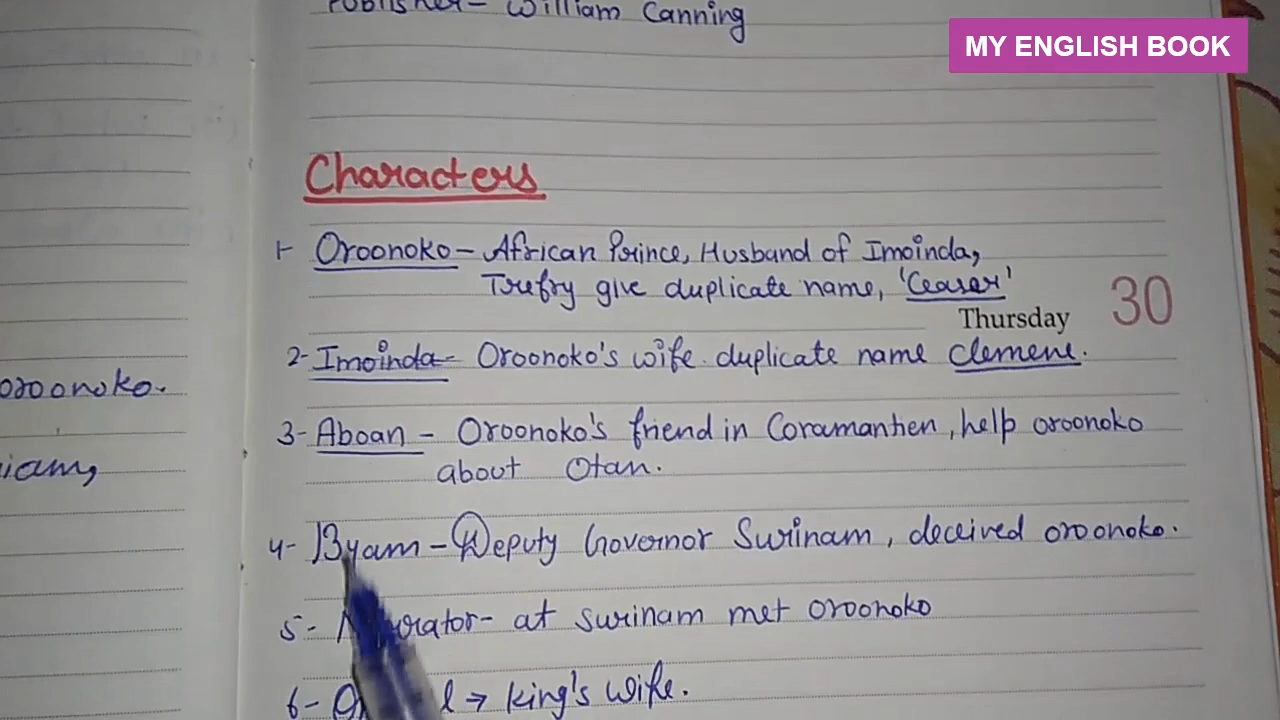 Publisher- William Canning
MY ENGLISH BOOK
Characters
1- Oroonoko - African Prince, Husband of Imoinda,
Trefry give duplicate name, 'Ceaser'
Thursday 30
2- Imoinda- Oroonoko's wife duplicate name Clemene.
oroonoko.
3- Aboan - Oroonoko's friend in Coramantien, help oroonoko
about Otan.
iam,
4- Byam - Deputy Governor Surinam, deceived oroonoko.
5- at surinam met oroonoko
6- → King's wife.